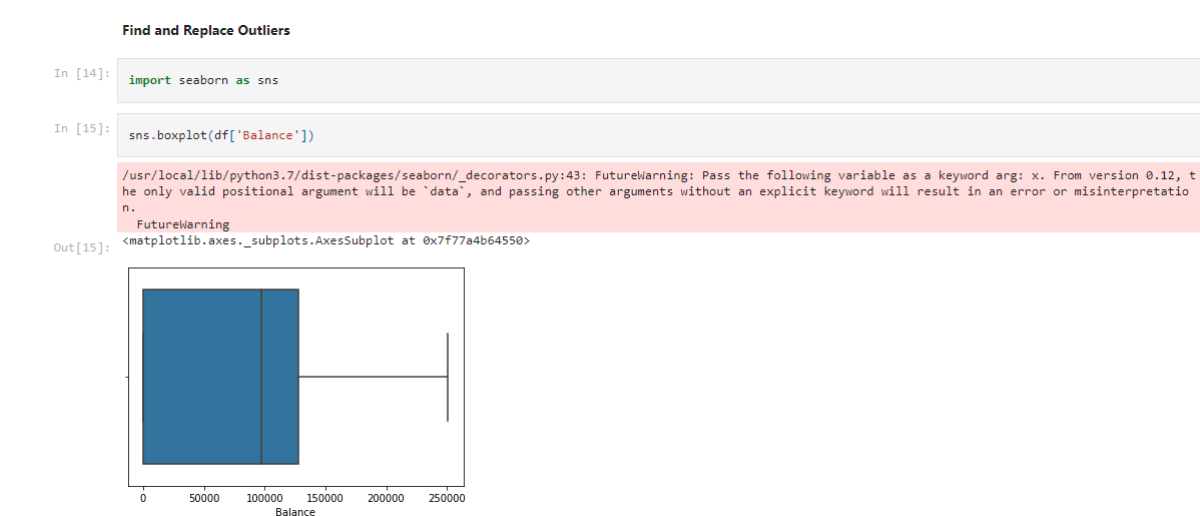 Find and Replace Outliers
In [14]:
import seaborn as sns
In [15]:
sns.boxplot(df['Balance'])
/usr/local/lib/python3.7/dist-packages/seaborn/_decorators.py:43: FutureWarning: Pass the following variable as a keyword arg: x. From version 0.12, t
he only valid positional argument will be `data`, and passing other arguments without an explicit keyword will result in an error or misinterpretatio
n.
  FutureWarning
Out[15]:
<matplotlib.axes._subplots.AxesSubplot at 0x7f77a4b64550>
0 50000 100000 150000 200000 250000
Balance